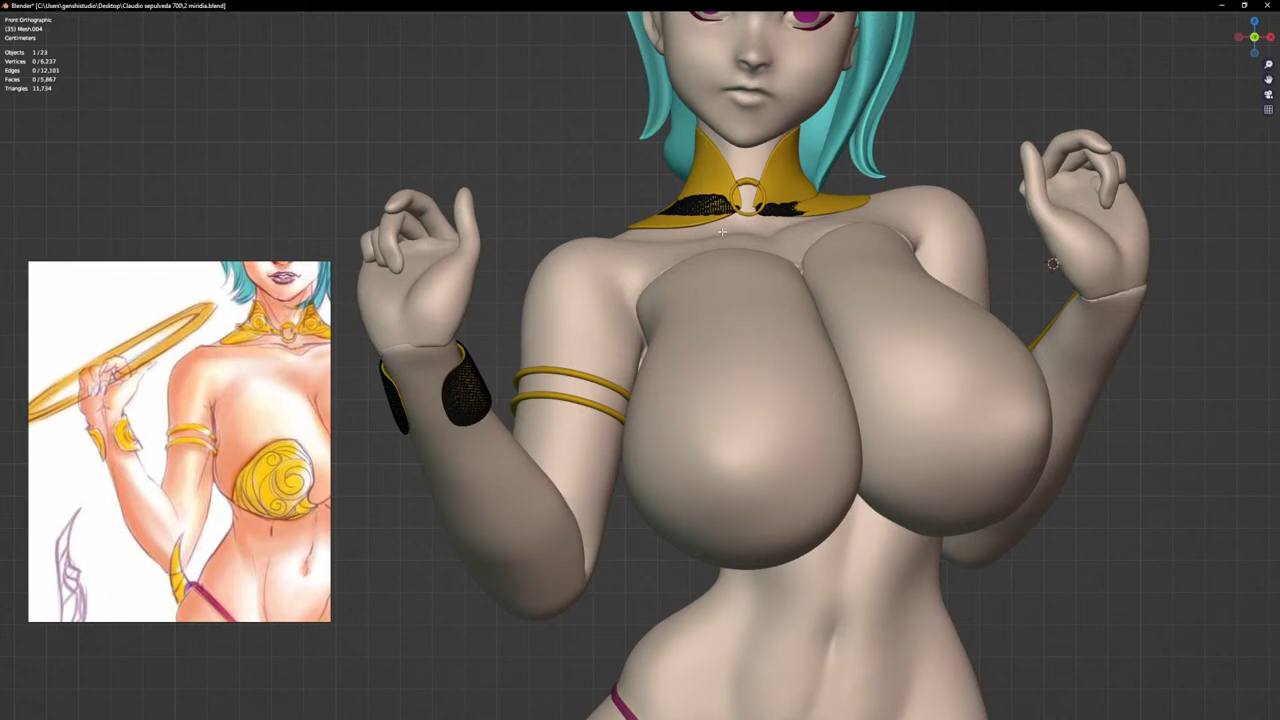 Blender* [C:\Users\genshistudio\Desktop\Claudio sepulveda 700\2 miridia.blend]
Front Orthographic
(35) Mesh.004
Centimeters
Objects 1/23
Vertices 0/6,237
Edges 0/12,101
Faces 0/5,867
Triangles 11,734